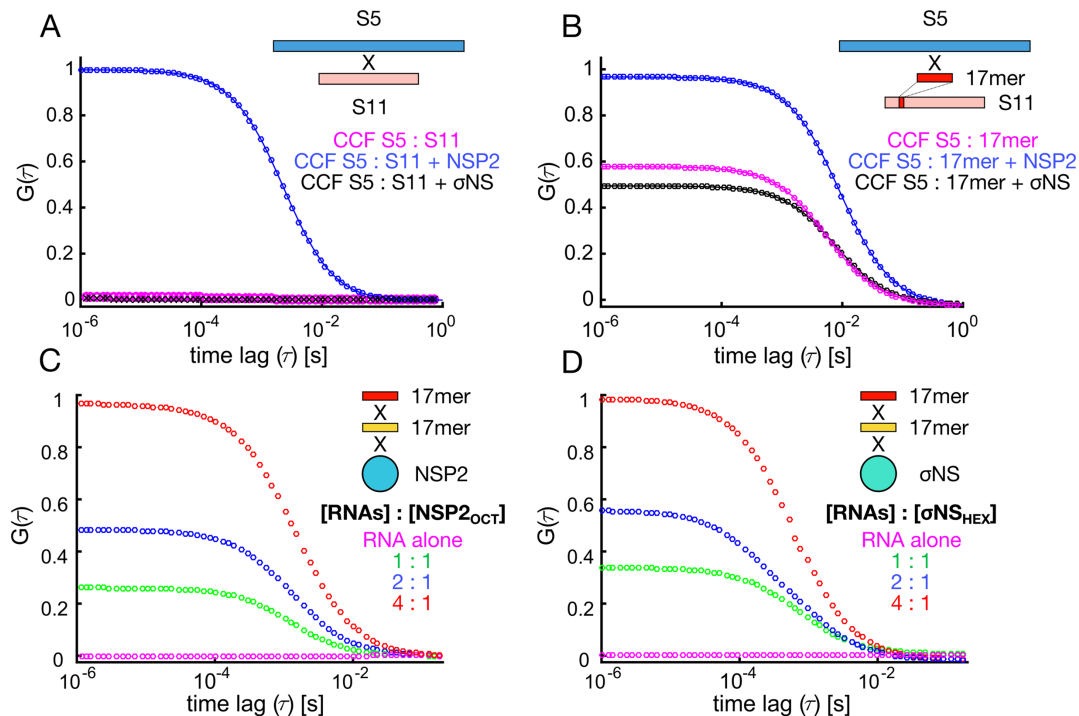 A
S5
X
S11
CCF S5 : S11
CCF S5 : S11 + NSP2
CCF S5 : S11 + σNS
G(τ)
1
0.8
0.6
0.4
0.2
0
10⁻⁶
10⁻⁴
10⁻²
10⁰
time lag (τ) [s]
B
S5
X
17mer
S11
CCF S5 : 17mer
CCF S5 : 17mer + NSP2
CCF S5 : 17mer + σNS
G(τ)
1
0.8
0.6
0.4
0.2
0
10⁻⁶
10⁻⁴
10⁻²
10⁰
time lag (τ) [s]
C
17mer
X
17mer
X
NSP2
[RNAs] : [NSP2OCT]
RNA alone
1 : 1
2 : 1
4 : 1
G(τ)
1
0.8
0.6
0.4
0.2
0
10⁻⁶
10⁻⁴
10⁻²
time lag (τ) [s]
D
17mer
X
17mer
X
σNS
[RNAs] : [σNSHEX]
RNA alone
1 : 1
2 : 1
4 : 1
G(τ)
1
0.8
0.6
0.4
0.2
0
10⁻⁶
10⁻⁴
10⁻²
time lag (τ) [s]